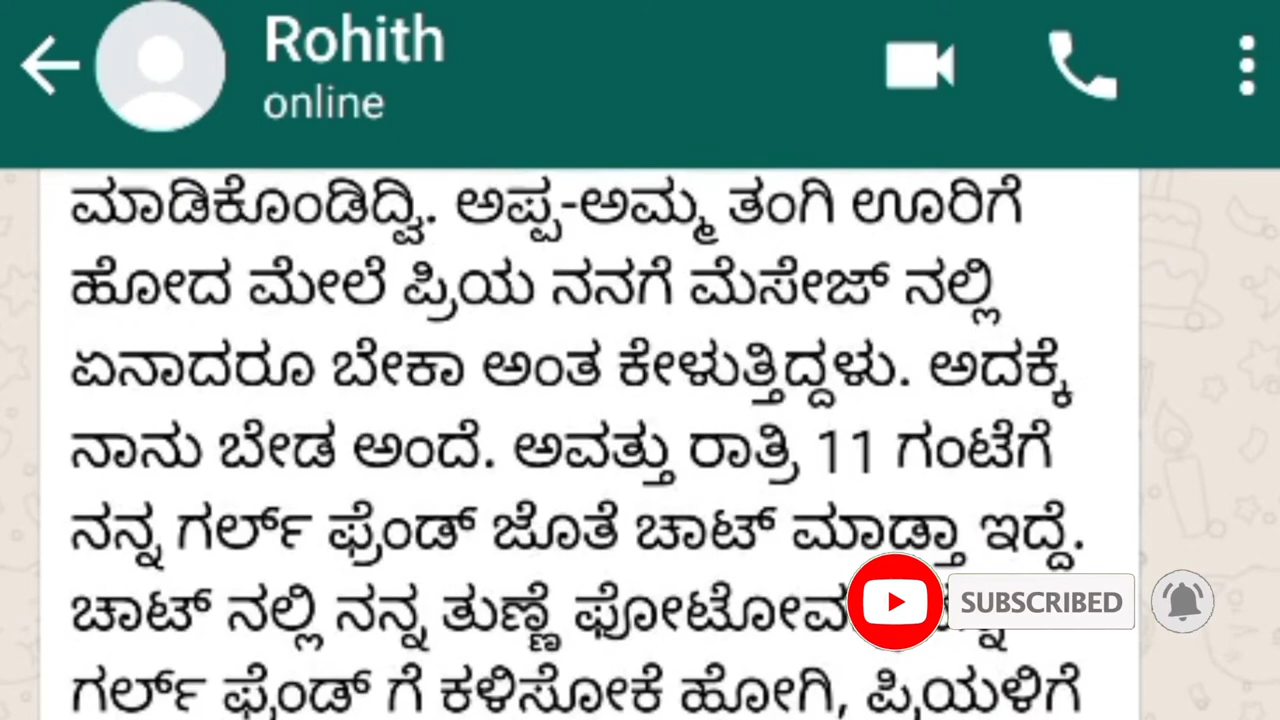 Rohith
online
ಮಾಡಿಕೊಂಡಿದ್ವಿ. ಅಪ್ಪ-ಅಮ್ಮ ತಂಗಿ ಊರಿಗೆ
ಹೋದ ಮೇಲೆ ಪ್ರಿಯ ನನಗೆ ಮೆಸೇಜ್ ನಲ್ಲಿ
ಏನಾದರೂ ಬೇಕಾ ಅಂತ ಕೇಳುತ್ತಿದ್ದಳು. ಅದಕ್ಕೆ
ನಾನು ಬೇಡ ಅಂದೆ. ಅವತ್ತು ರಾತ್ರಿ 11 ಗಂಟೆಗೆ
ನನ್ನ ಗರ್ಲ್ ಫ್ರೆಂಡ್ ಜೊತೆ ಚಾಟ್ ಮಾಡ್ತಾ ಇದ್ದೆ.
ಚಾಟ್ ನಲ್ಲಿ ನನ್ನ ತುಣ್ಣೆ ಫೋಟೋವ
SUBSCRIBED
ಗರ್ಲ್ ಫ್ರೆಂಡ್ ಗೆ ಕಳಿಸೋಕೆ ಹೋಗಿ, ಪ್ರಿಯಳಿಗೆ